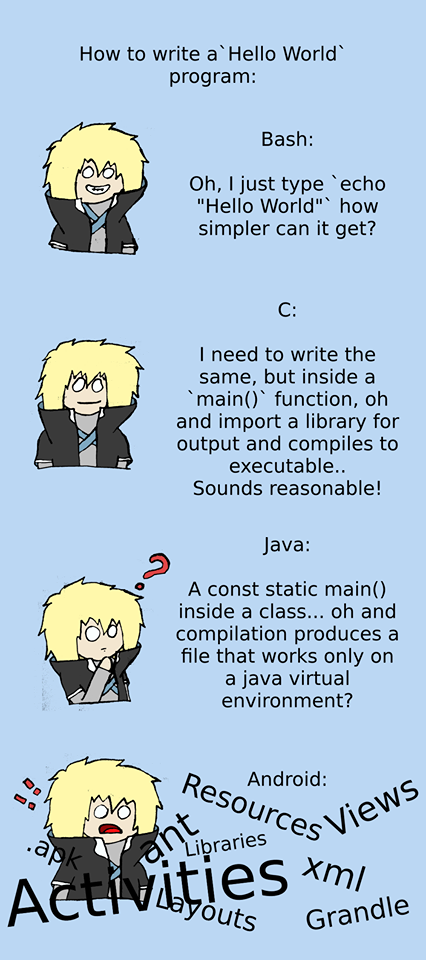 How to write a`Hello World`
program:
Bash:
Oh, I just type `echo
"Hello World"` how
simpler can it get?
C:
I need to write the
same, but inside a
`main()` function, oh
and import a library for
output and compiles to
executable..
Sounds reasonable!
Java:
?
A const static main()
inside a class... oh and
compilation produces a
file that works only on
a java virtual
environment?
Android:
!!
Resources
Views
.apk
ant
Libraries
Activities
xml
Layouts
Grandle